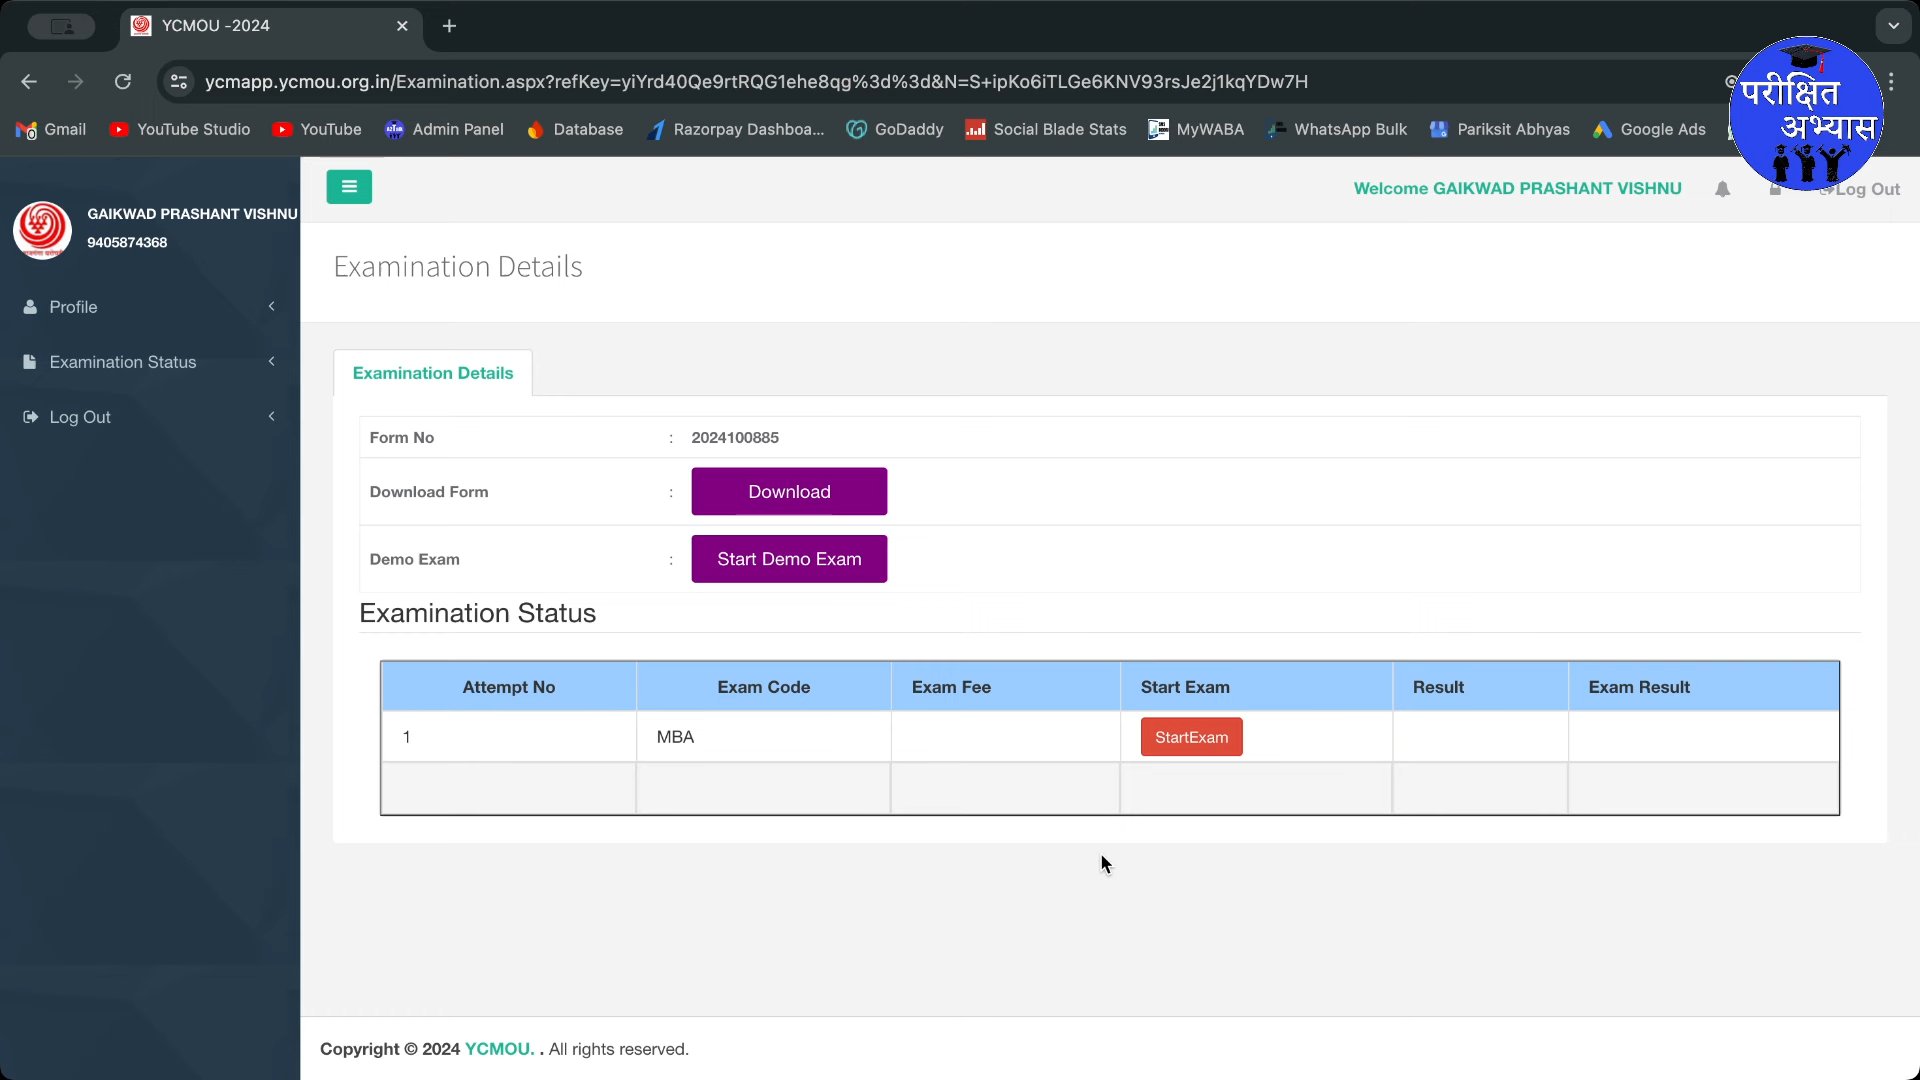 YCMOU -2024
ycmapp.ycmou.org.in/Examination.aspx?refKey=yiYrd40Qe9rtRQG1ehe8qg%3d%3d&N=S+ipKo6iTLGe6KNV93rsJe2j1kqYDw7H
Gmail YouTube Studio YouTube Admin Panel Database Razorpay Dashboa... GoDaddy Social Blade Stats MyWABA WhatsApp Bulk Pariksit Abhyas Google Ads
परीक्षित
अभ्यास
GAIKWAD PRASHANT VISHNU
9405874368
Profile
Examination Status
Log Out
Welcome GAIKWAD PRASHANT VISHNU Log Out
Examination Details
Examination Details
Form No : 2024100885
Download Form : Download
Demo Exam : Start Demo Exam
Examination Status
Attempt No Exam Code Exam Fee Start Exam Result Exam Result
1 MBA StartExam
Copyright © 2024 YCMOU. . All rights reserved.